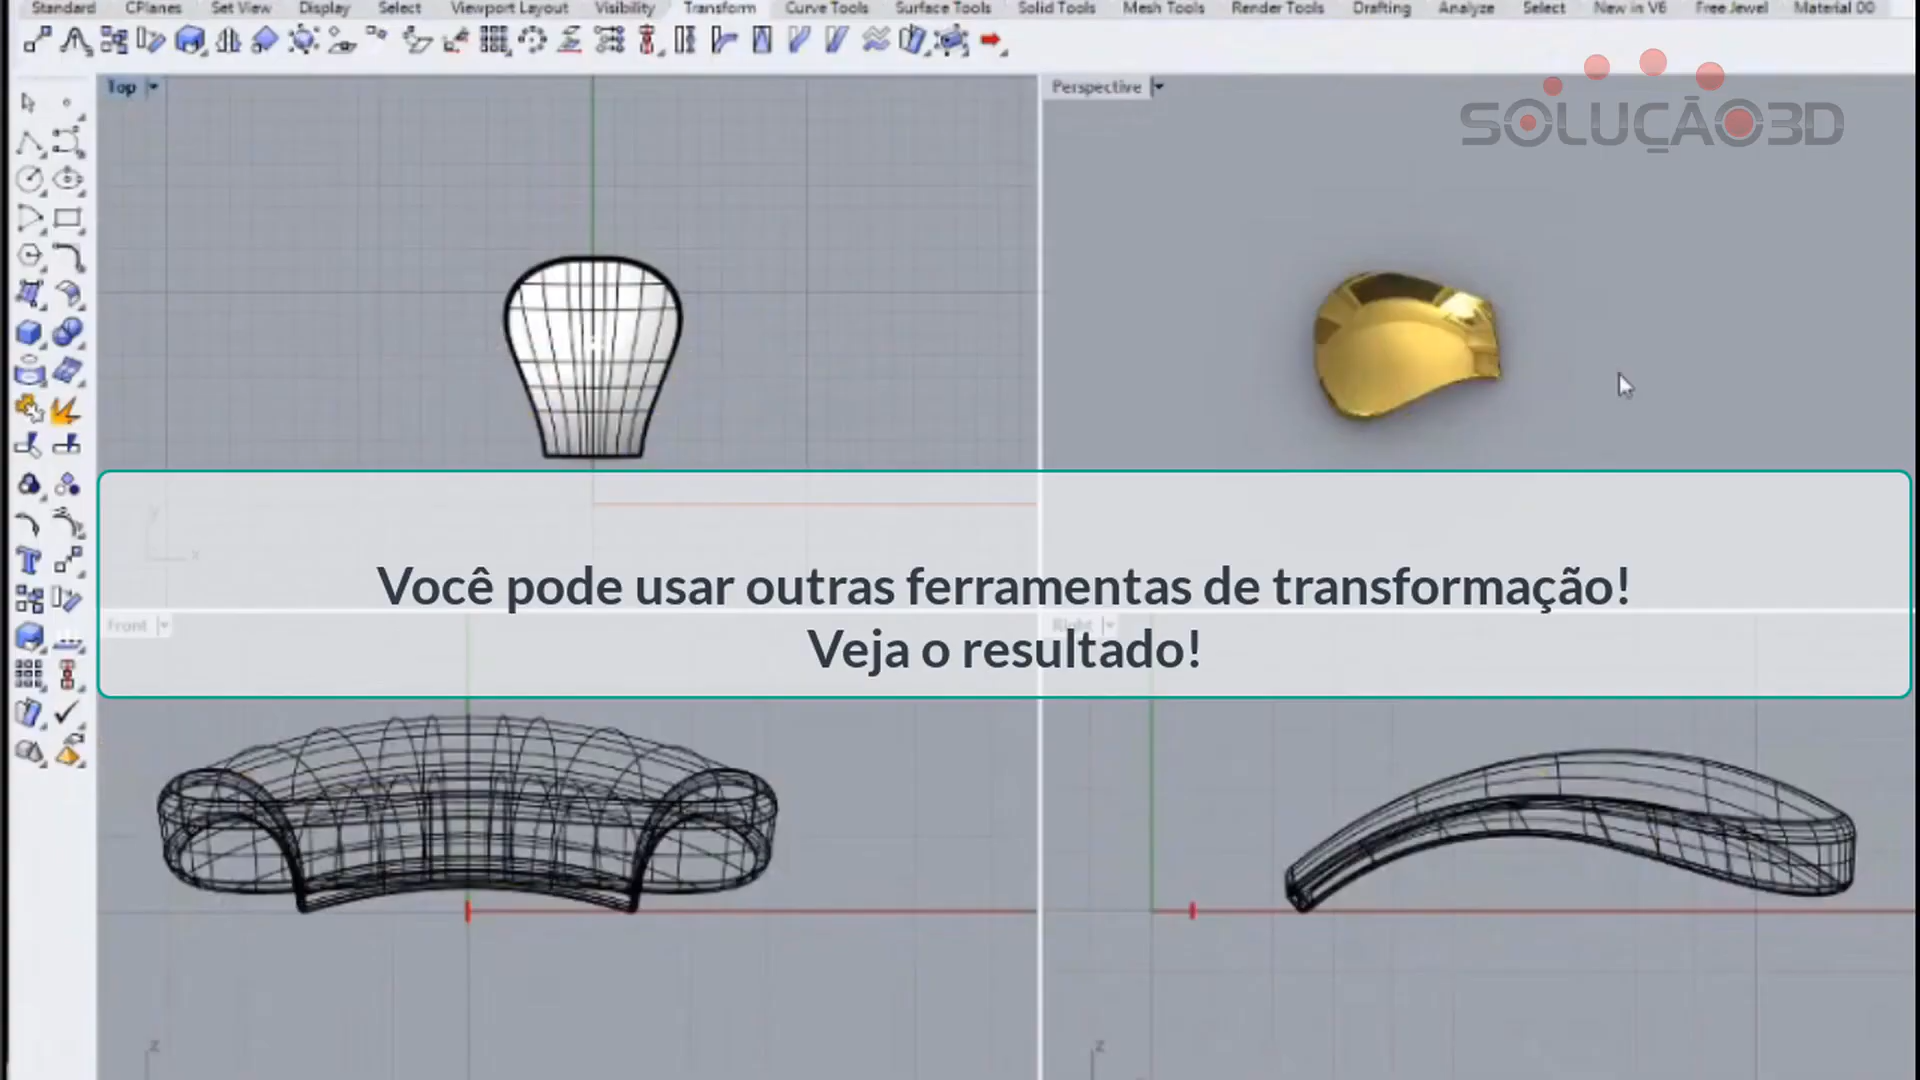 Standard CPlanes Set View Display Select Viewport Layout Visibility Transform Curve Tools Surface Tools Solid Tools Mesh Tools Render Tools Drafting Analyze Select New in V6 Free Jewel Material 00
Top
Perspective
SOLUÇÃO3D
y
x
Você pode usar outras ferramentas de transformação!
Front
Right
Veja o resultado!
z
z